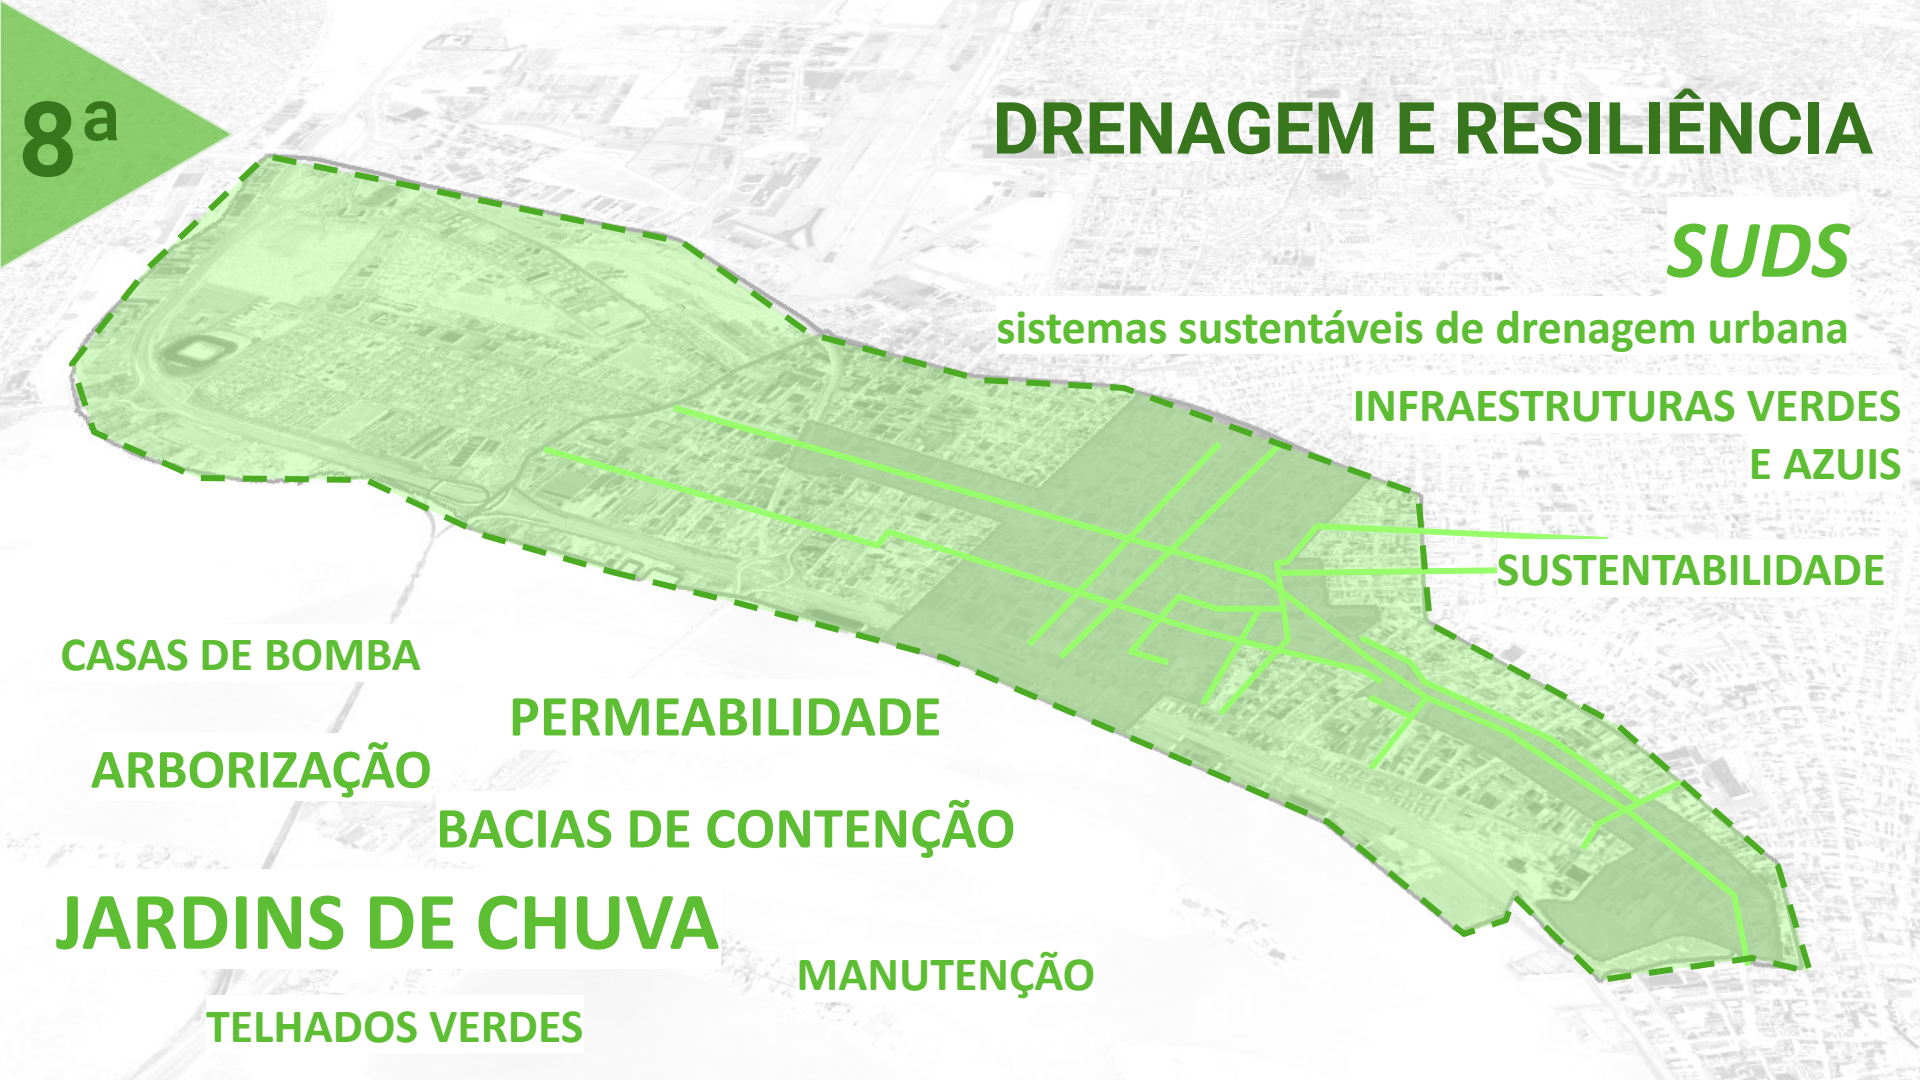 8ª
DRENAGEM E RESILIÊNCIA
SUDS
sistemas sustentáveis de drenagem urbana
INFRAESTRUTURAS VERDES
E AZUIS
SUSTENTABILIDADE
CASAS DE BOMBA
PERMEABILIDADE
ARBORIZAÇÃO
BACIAS DE CONTENÇÃO
JARDINS DE CHUVA
MANUTENÇÃO
TELHADOS VERDES